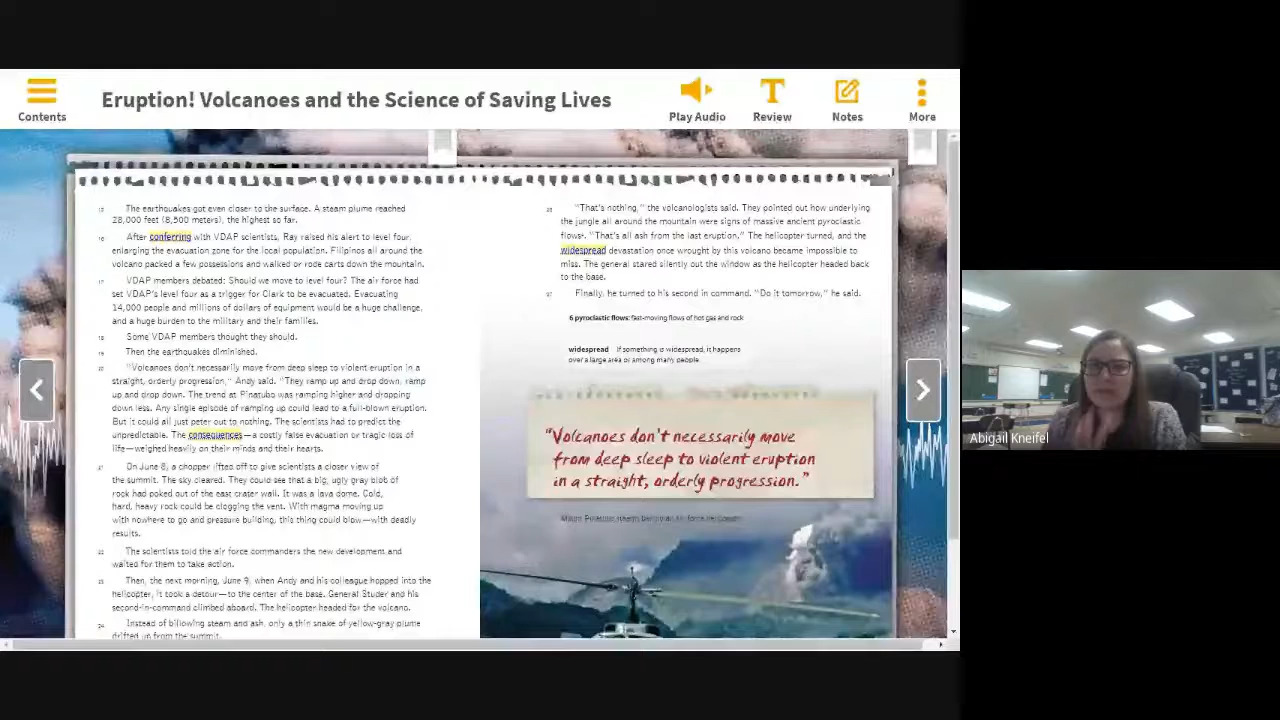 Eruption! Volcanoes and the Science of Saving Lives
Contents
Play Audio
Review
Notes
More
15 The earthquakes got even closer to the surface. A steam plume reached
28,000 feet (8,500 meters), the highest so far.
16 After conferring with VDAP scientists, Ray raised his alert to level four,
enlarging the evacuation zone for the local population. Filipinos all around the
volcano packed a few possessions and walked or rode carts down the mountain.
17 VDAP members debated: Should we move to level four? The air force had
set VDAP's level four as a trigger for Clark to be evacuated. Evacuating
14,000 people and millions of dollars of equipment would be a huge challenge,
and a huge burden to the military and their families.
18 Some VDAP members thought they should.
19 Then the earthquakes diminished.
20 "Volcanoes don't necessarily move from deep sleep to violent eruption in a
straight, orderly progression," Andy said. "They ramp up and drop down, ramp
up and drop down. The trend at Pinatubo was ramping higher and dropping
down less. Any single episode of ramping up could lead to a full-blown eruption.
But it could all just peter out to nothing. The scientists had to predict the
unpredictable. The consequences—a costly false evacuation or tragic loss of
life—weighed heavily on their minds and their hearts.
21 On June 8, a chopper lifted off to give scientists a closer view of
the summit. The sky cleared. They could see that a big, ugly gray blob of
rock had poked out of the east crater wall. It was a lava dome. Cold,
hard, heavy rock could be clogging the vent. With magma moving up
with nowhere to go and pressure building, this thing could blow—with deadly
results.
22 The scientists told the air force commanders the new development and
waited for them to take action.
23 Then, the next morning, June 9, when Andy and his colleague hopped into the
helicopter, it took a detour—to the center of the base. General Studer and his
second-in-command climbed aboard. The helicopter headed for the volcano.
24 Instead of billowing steam and ash, only a thin snake of yellow-gray plume
drifted up from the summit.
"That's nothing," the volcanologists said. They pointed out how underlying
the jungle all around the mountain were signs of massive ancient pyroclastic
flows. "That's all ash from the last eruption." The helicopter turned, and the
widespread devastation once wrought by this volcano became impossible to
miss. The general stared silently out the window as the helicopter headed back
to the base.
Finally, he turned to his second in command. "Do it tomorrow," he said.
6 pyroclastic flows: fast-moving flows of hot gas and rock
widespread If something is widespread, it happens
over a large area or among many people.
"Volcanoes don't necessarily move
from deep sleep to violent eruption
in a straight, orderly progression."
Mount Pinatubo steams behind an air force helicopter.
Abigail Kneifel